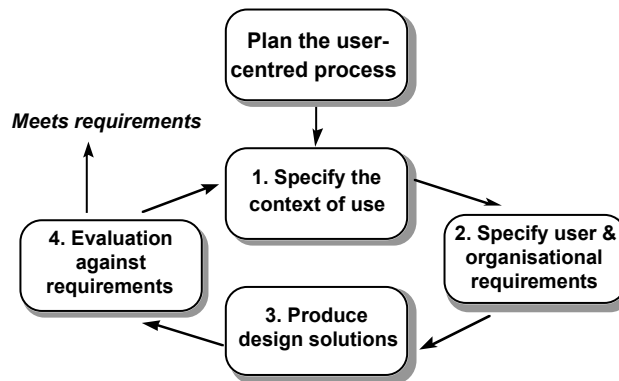 Plan the user-
centred process
Meets requirements
1. Specify the
context of use
2. Specify user &
organisational
requirements
3. Produce
design solutions
4. Evaluation
against
requirements